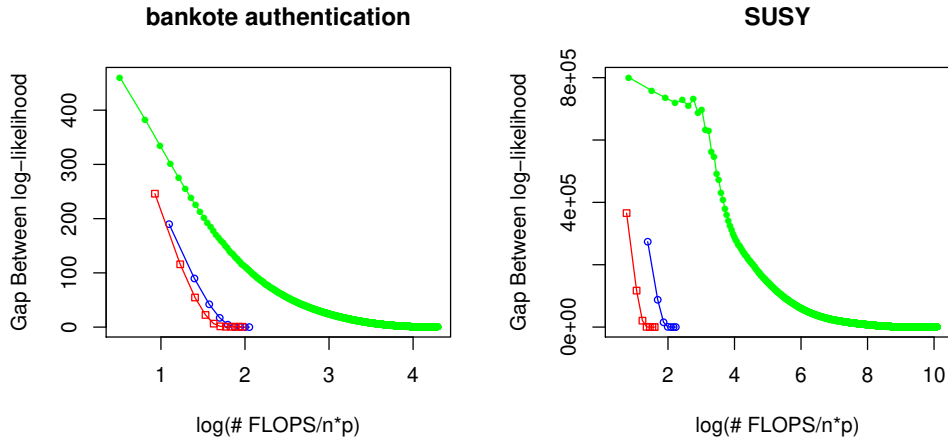 bankote authentication
Gap Between log-likelihood
400
300
200
100
0
1 2 3 4
log(# FLOPS/n*p)
SUSY
Gap Between log-likelihood
8e+05
4e+05
0e+00
2 4 6 8 10
log(# FLOPS/n*p)